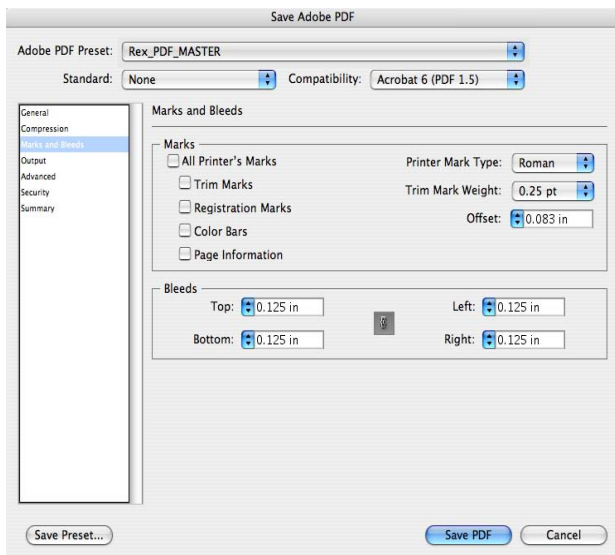 Save Adobe PDF
Adobe PDF Preset: Rex_PDF_MASTER
Standard: None Compatibility: Acrobat 6 (PDF 1.5)
General
Compression
Marks and Bleeds
Output
Advanced
Security
Summary
Marks and Bleeds
Marks
All Printer's Marks
Trim Marks
Registration Marks
Color Bars
Page Information
Printer Mark Type: Roman
Trim Mark Weight: 0.25 pt
Offset: 0.083 in
Bleeds
Top: 0.125 in Left: 0.125 in
Bottom: 0.125 in Right: 0.125 in
Save Preset... Save PDF Cancel